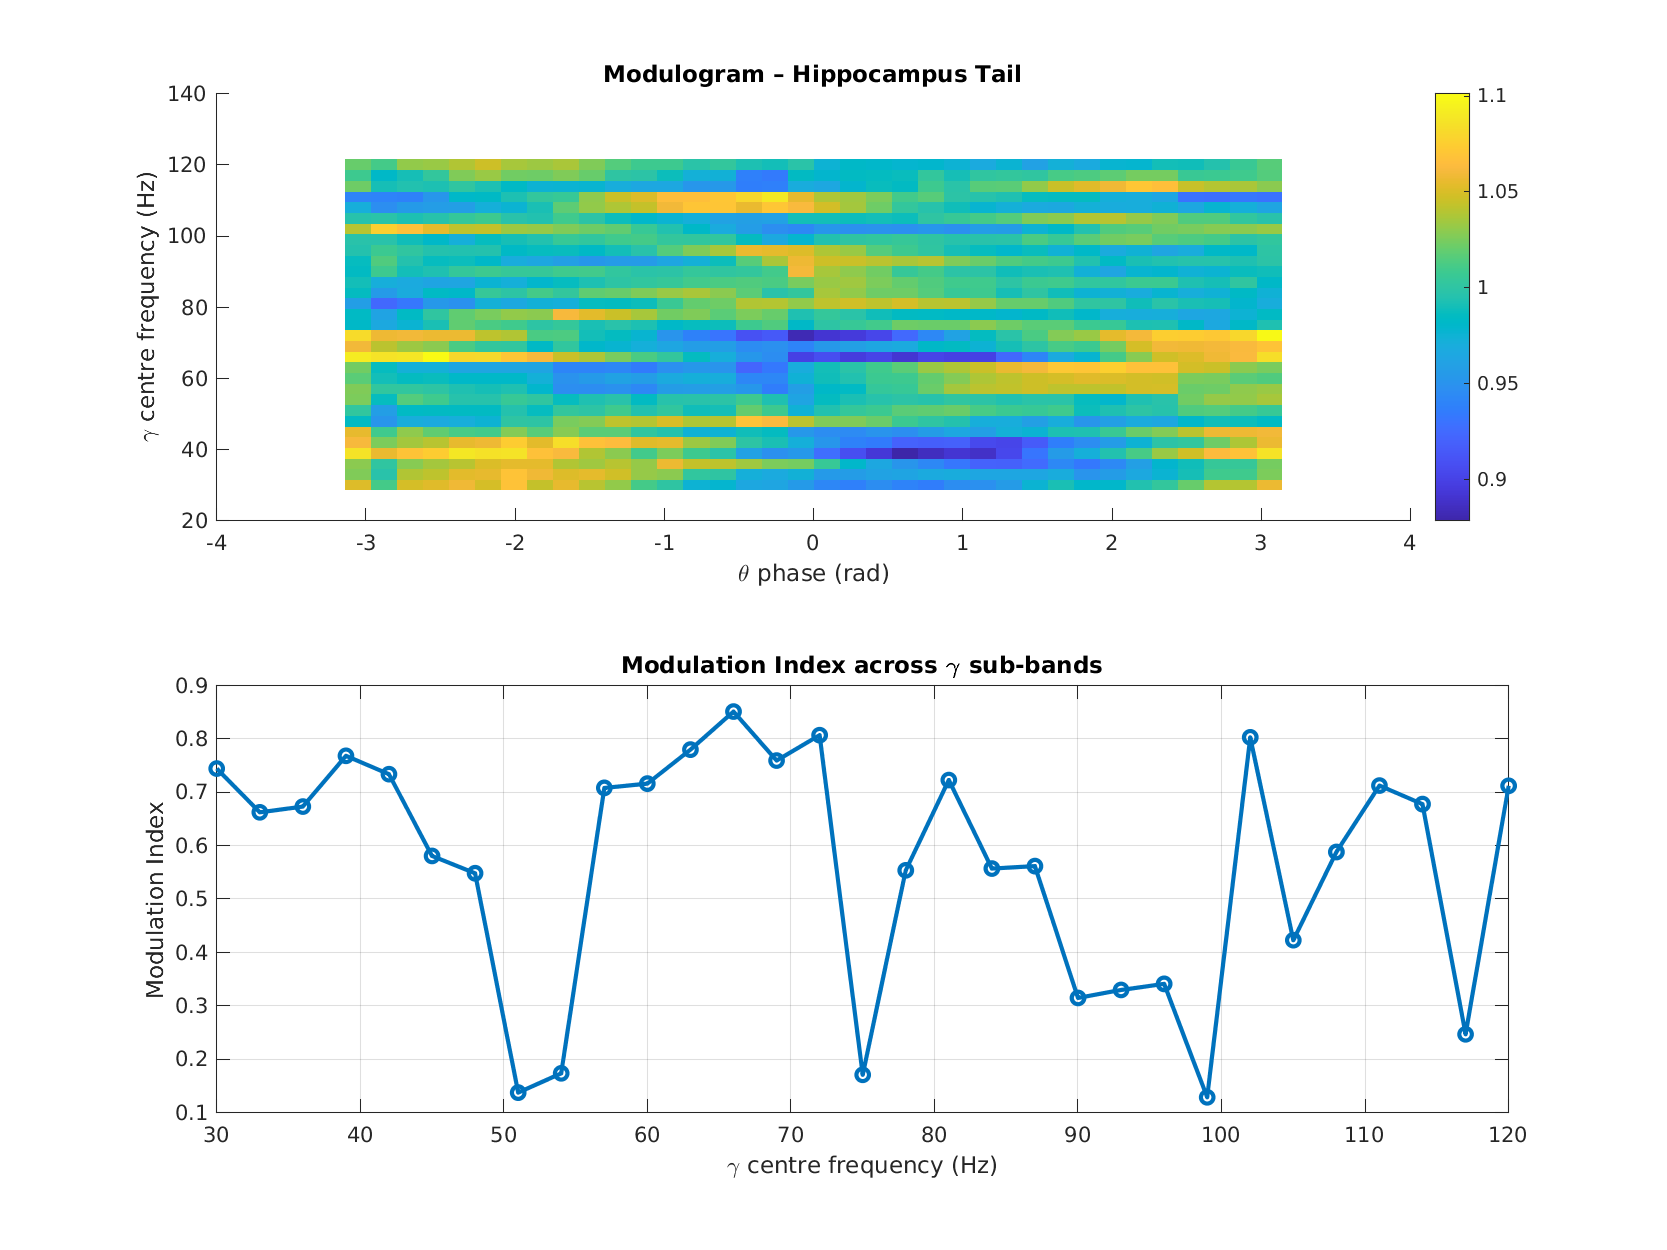 Modulogram – Hippocampus Tail
γ centre frequency (Hz)
140
120
100
80
60
40
20
-4 -3 -2 -1 0 1 2 3 4
θ phase (rad)
1.1
1.05
1
0.95
0.9
Modulation Index across γ sub-bands
Modulation Index
0.9
0.8
0.7
0.6
0.5
0.4
0.3
0.2
0.1
30 40 50 60 70 80 90 100 110 120
γ centre frequency (Hz)